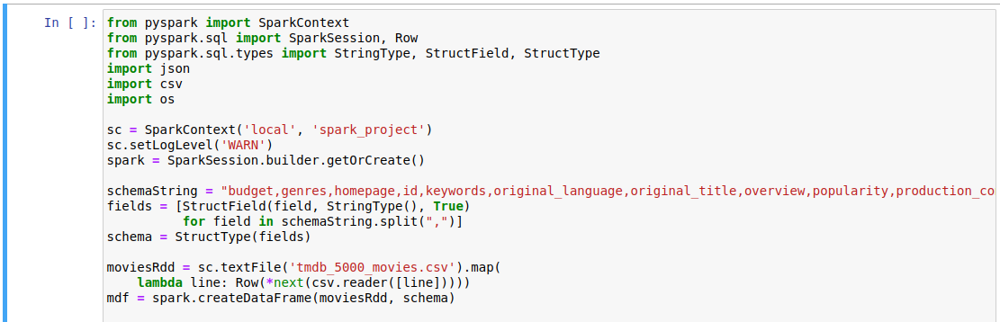 In [ ]: from pyspark import SparkContext
from pyspark.sql import SparkSession, Row
from pyspark.sql.types import StringType, StructField, StructType
import json
import csv
import os
sc = SparkContext('local', 'spark_project')
sc.setLogLevel('WARN')
spark = SparkSession.builder.getOrCreate()
schemaString = "budget,genres,homepage,id,keywords,original_language,original_title,overview,popularity,production_co
fields = [StructField(field, StringType(), True)
for field in schemaString.split(",")]
schema = StructType(fields)
moviesRdd = sc.textFile('tmdb_5000_movies.csv').map(
lambda line: Row(*next(csv.reader([line]))))
mdf = spark.createDataFrame(moviesRdd, schema)